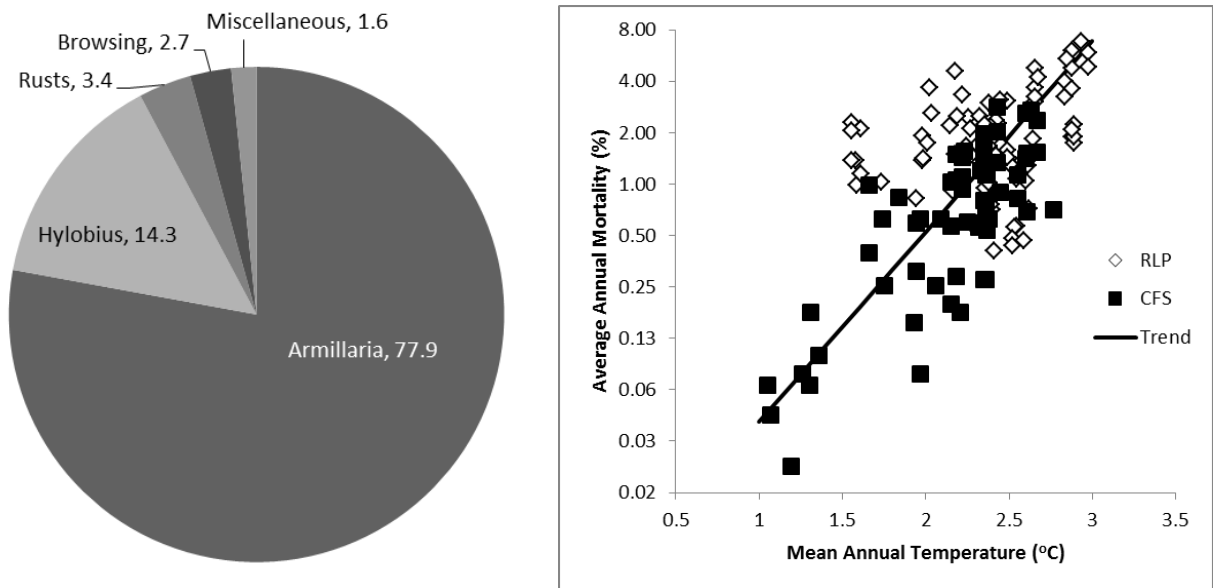 Miscellaneous, 1.6
Browsing, 2.7
Rusts, 3.4
Hylobius, 14.3
Armillaria, 77.9
8.00
4.00
2.00
1.00
0.50
0.25
0.13
0.06
0.03
0.02
Average Annual Mortality (%)
RLP
CFS
Trend
0.5 1 1.5 2 2.5 3 3.5
Mean Annual Temperature (°C)